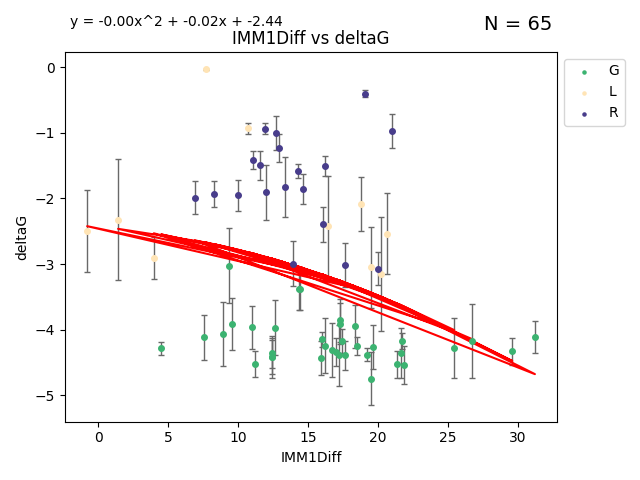 y = -0.00x^2 + -0.02x + -2.44
N = 65
IMM1Diff vs deltaG
G
L
R
deltaG
0
−1
−2
−3
−4
−5
0 5 10 15 20 25 30
IMM1Diff